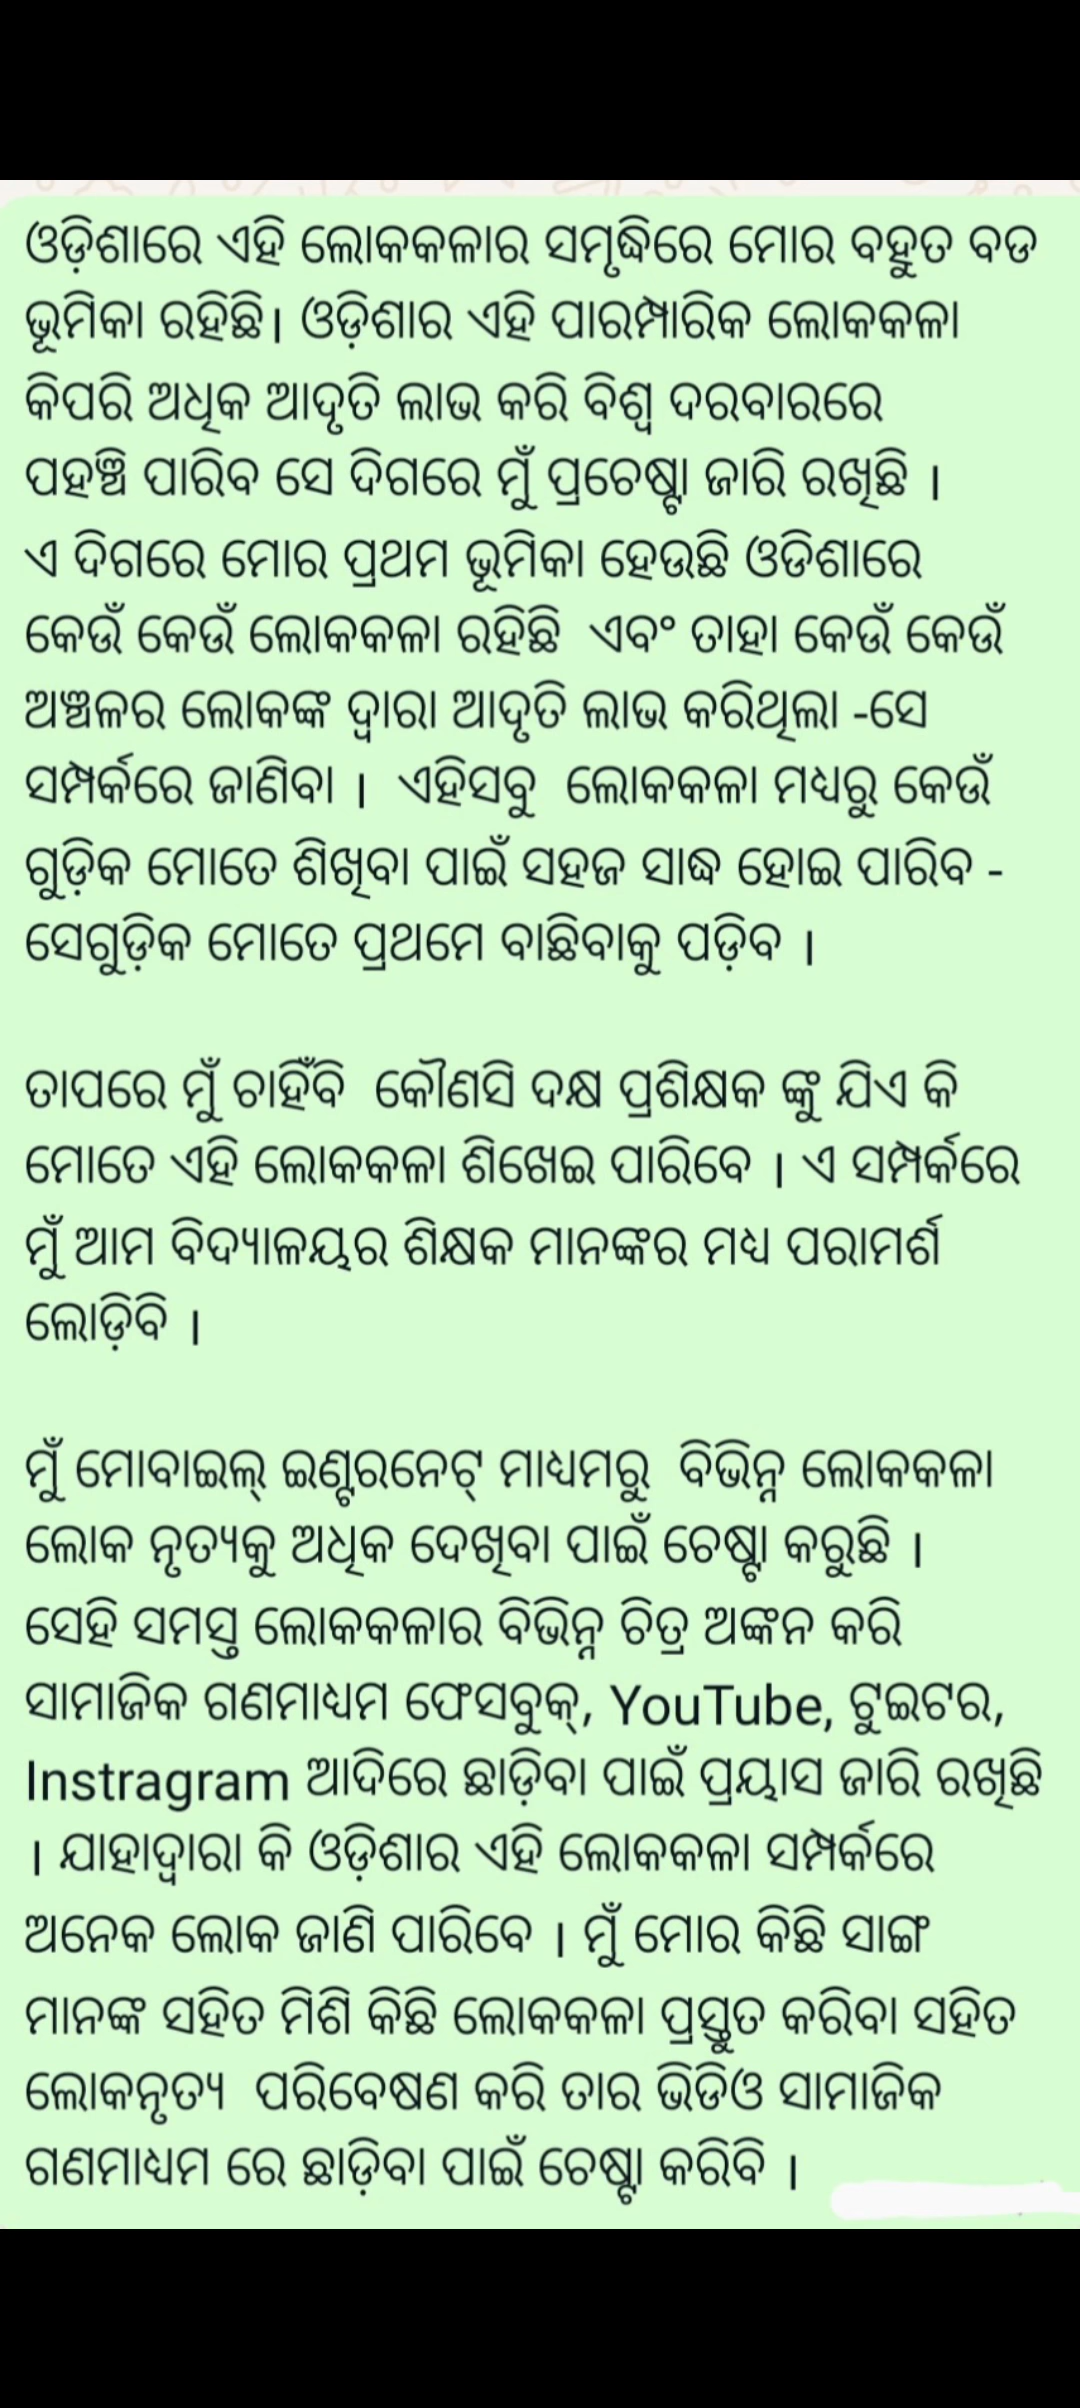 ଓଡ଼ିଶାରେ ଏହି ଲୋକକଳାର ସମୃଦ୍ଧିରେ ମୋର ବହୁତ ବଡ
ଭୂମିକା ରହିଛି। ଓଡ଼ିଶାର ଏହି ପାରମ୍ପାରିକ ଲୋକକଳା
କିପରି ଅଧିକ ଆଦୃତି ଲାଭ କରି ବିଶ୍ୱ ଦରବାରରେ
ପହଞ୍ଚି ପାରିବ ସେ ଦିଗରେ ମୁଁ ପ୍ରଚେଷ୍ଟା ଜାରି ରଖିଛି ।
ଏ ଦିଗରେ ମୋର ପ୍ରଥମ ଭୂମିକା ହେଉଛି ଓଡିଶାରେ
କେଉଁ କେଉଁ ଲୋକକଳା ରହିଛି  ଏବଂ ତାହା କେଉଁ କେଉଁ
ଅଞ୍ଚଳର ଲୋକଙ୍କ ଦ୍ୱାରା ଆଦୃତି ଲାଭ କରିଥିଲା -ସେ
ସମ୍ପର୍କରେ ଜାଣିବା ।  ଏହିସବୁ  ଲୋକକଳା ମଧ୍ୟରୁ କେଉଁ
ଗୁଡ଼ିକ ମୋତେ ଶିଖିବା ପାଇଁ ସହଜ ସାଦ୍ଧ ହୋଇ ପାରିବ -
ସେଗୁଡ଼ିକ ମୋତେ ପ୍ରଥମେ ବାଛିବାକୁ ପଡ଼ିବ ।

ତାପରେ ମୁଁ ଚାହିଁବି  କୌଣସି ଦକ୍ଷ ପ୍ରଶିକ୍ଷକ ଙ୍କୁ ଯିଏ କି
ମୋତେ ଏହି ଲୋକକଳା ଶିଖେଇ ପାରିବେ । ଏ ସମ୍ପର୍କରେ
ମୁଁ ଆମ ବିଦ୍ୟାଳୟର ଶିକ୍ଷକ ମାନଙ୍କର ମଧ୍ୟ ପରାମର୍ଶ
ଲୋଡ଼ିବି ।

ମୁଁ ମୋବାଇଲ୍ ଇଣ୍ଟରନେଟ୍ ମାଧ୍ୟମରୁ  ବିଭିନ୍ନ ଲୋକକଳା
ଲୋକ ନୃତ୍ୟକୁ ଅଧିକ ଦେଖିବା ପାଇଁ ଚେଷ୍ଟା କରୁଛି ।
ସେହି ସମସ୍ତ ଲୋକକଳାର ବିଭିନ୍ନ ଚିତ୍ର ଅଙ୍କନ କରି
ସାମାଜିକ ଗଣମାଧ୍ୟମ ଫେସବୁକ୍, YouTube, ଟୁଇଟର,
Instragram ଆଦିରେ ଛାଡ଼ିବା ପାଇଁ ପ୍ରୟାସ ଜାରି ରଖିଛି
। ଯାହାଦ୍ୱାରା କି ଓଡ଼ିଶାର ଏହି ଲୋକକଳା ସମ୍ପର୍କରେ
ଅନେକ ଲୋକ ଜାଣି ପାରିବେ । ମୁଁ ମୋର କିଛି ସାଙ୍ଗ
ମାନଙ୍କ ସହିତ ମିଶି କିଛି ଲୋକକଳା ପ୍ରସ୍ତୁତ କରିବା ସହିତ
ଲୋକନୃତ୍ୟ  ପରିବେଷଣ କରି ତାର ଭିଡିଓ ସାମାଜିକ
ଗଣମାଧ୍ୟମ ରେ ଛାଡ଼ିବା ପାଇଁ ଚେଷ୍ଟା କରିବି ।